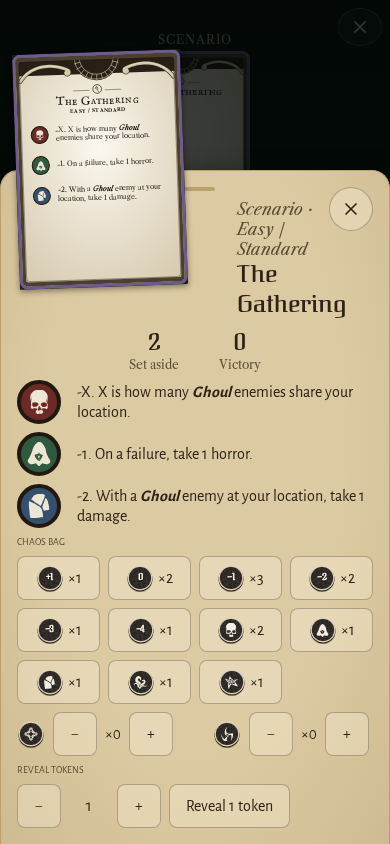 SCENARIO
THERING
The Gathering
EASY / STANDARD
-X. X is how many Ghoul
enemies share your location.
-1. On a failure, take 1 horror.
-2. With a Ghoul enemy at your
location, take 1 damage.
Scenario ·
Easy /
Standard
The
Gathering
2 0
Set aside Victory
-X. X is how many Ghoul enemies share your
location.
-1. On a failure, take 1 horror.
-2. With a Ghoul enemy at your location, take 1
damage.
CHAOS BAG
+1 ×1 0 ×2 -1 ×3 -2 ×2
-3 ×1 -4 ×1 ×2 ×1
×1 ×1 ×1
− ×0 + − ×0 +
REVEAL TOKENS
− 1 + Reveal 1 token